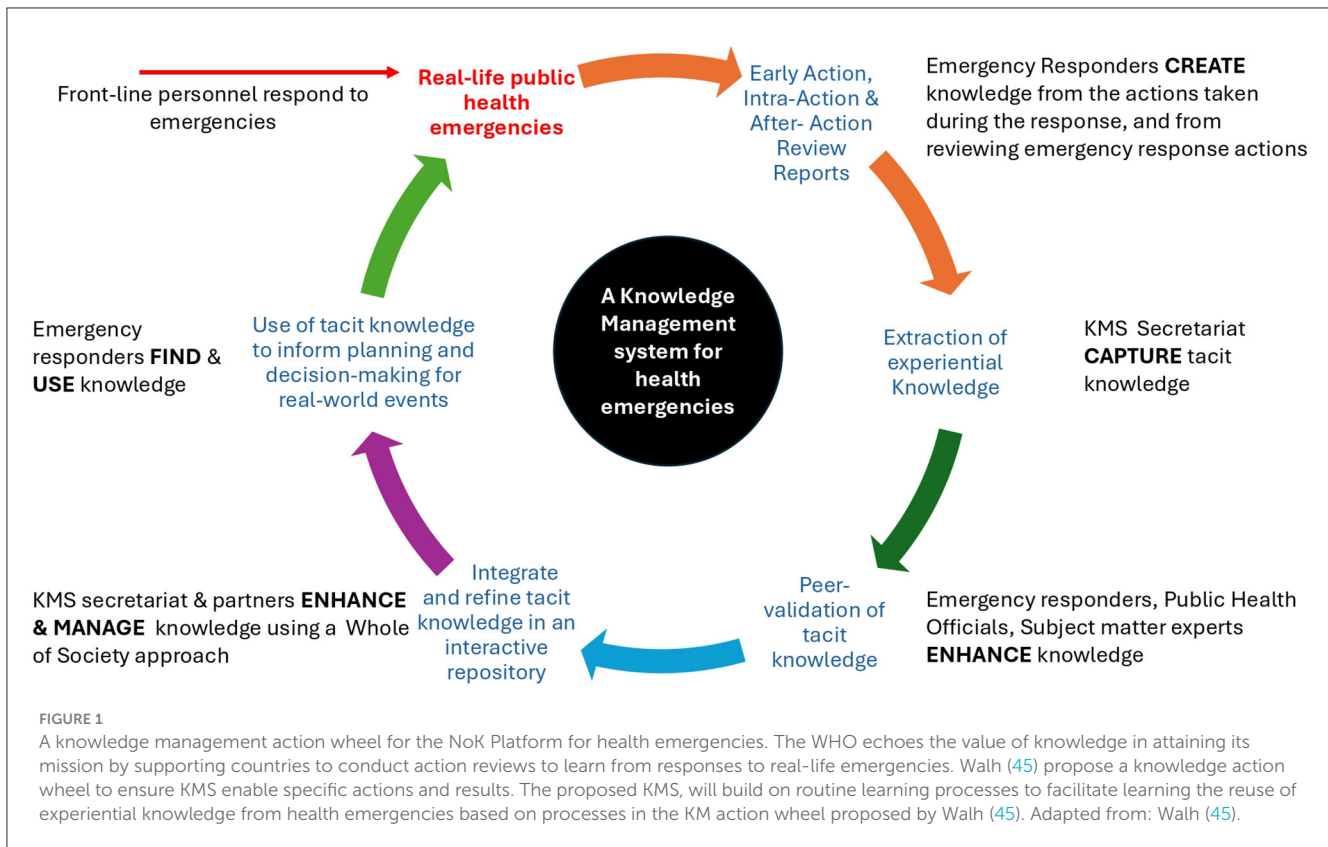 Front-line personnel respond to
emergencies
Real-life public
health
emergencies
Early Action,
Intra-Action &
After- Action
Review
Reports
Emergency Responders CREATE
knowledge from the actions taken
during the response, and from
reviewing emergency response actions
A Knowledge
Management
system for
health
emergencies
Extraction of
experiential
Knowledge
KMS Secretariat
CAPTURE tacit
knowledge
Peer-
validation of
tacit
knowledge
Emergency responders, Public Health
Officials, Subject matter experts
ENHANCE knowledge
Integrate
and refine tacit
knowledge in an
interactive
repository
KMS secretariat & partners ENHANCE
& MANAGE knowledge using a Whole
of Society approach
Use of tacit knowledge
to inform planning and
decision-making for
real-world events
Emergency
responders FIND &
USE knowledge
FIGURE 1
A knowledge management action wheel for the NoK Platform for health emergencies. The WHO echoes the value of knowledge in attaining its
mission by supporting countries to conduct action reviews to learn from responses to real-life emergencies. Walh (45) propose a knowledge action
wheel to ensure KMS enable specific actions and results. The proposed KMS, will build on routine learning processes to facilitate learning the reuse of
experiential knowledge from health emergencies based on processes in the KM action wheel proposed by Walh (45). Adapted from: Walh (45).